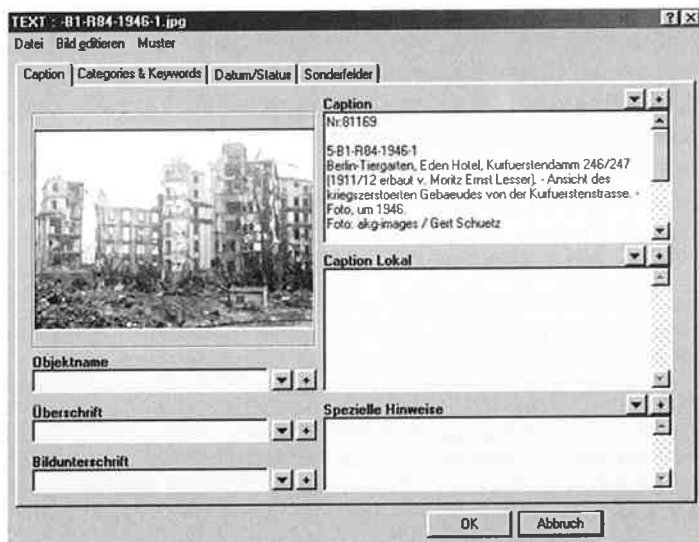 TEXT : -B1-R84-1946-1.jpg
Datei Bild editieren Muster
Caption Categories & Keywords Datum/Status Sonderfelder
Caption
Nr:81169
5-B1-R84-1946-1
Berlin-Tiergarten, Eden Hotel, Kurfuerstendamm 246/247
(1911/12 erbaut v. Moritz Ernst Lesser). - Ansicht des
kriegszerstoerten Gebaeudes von der Kurfuerstenstrasse. -
Foto, um 1946.
Foto: akg-images / Gert Schuetz
Caption Lokal
Objektname
Überschrift
Spezielle Hinweise
Bildunterschrift
OK Abbruch